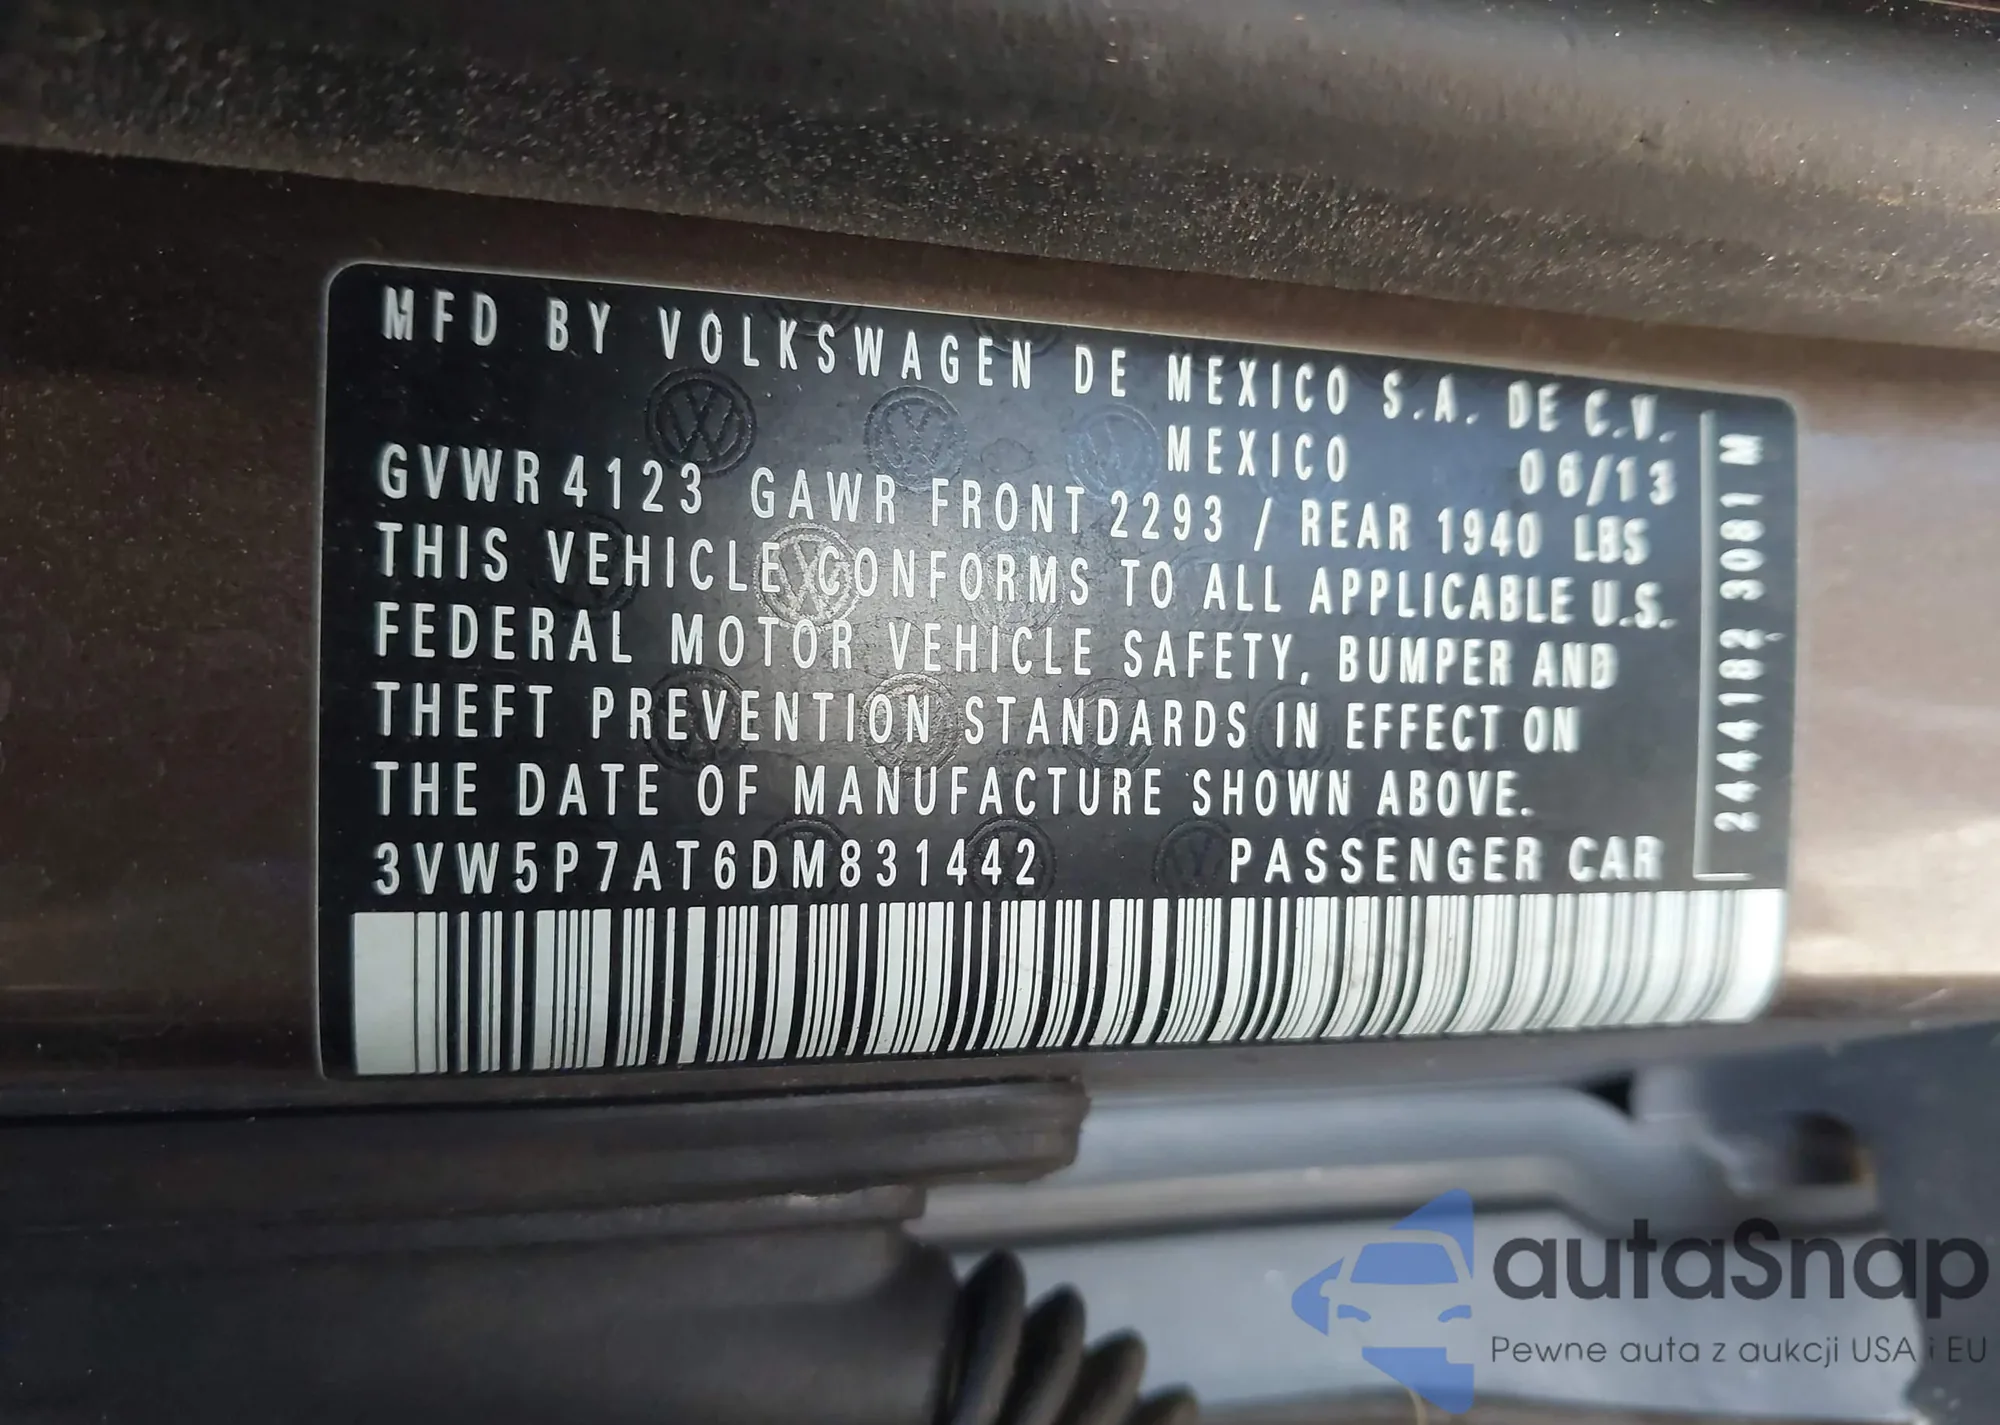 MFD BY VOLKSWAGEN DE MEXICO S.A. DE C.V.
MEXICO 06/13
GVWR 4123 GAWR FRONT 2293 / REAR 1940 LBS
THIS VEHICLE CONFORMS TO ALL APPLICABLE U.S.
FEDERAL MOTOR VEHICLE SAFETY, BUMPER AND
THEFT PREVENTION STANDARDS IN EFFECT ON
THE DATE OF MANUFACTURE SHOWN ABOVE.
3VW5P7AT6DM831442 PASSENGER CAR
2444182 3081 M
autaSnap
Pewne auta z aukcji USA i EU